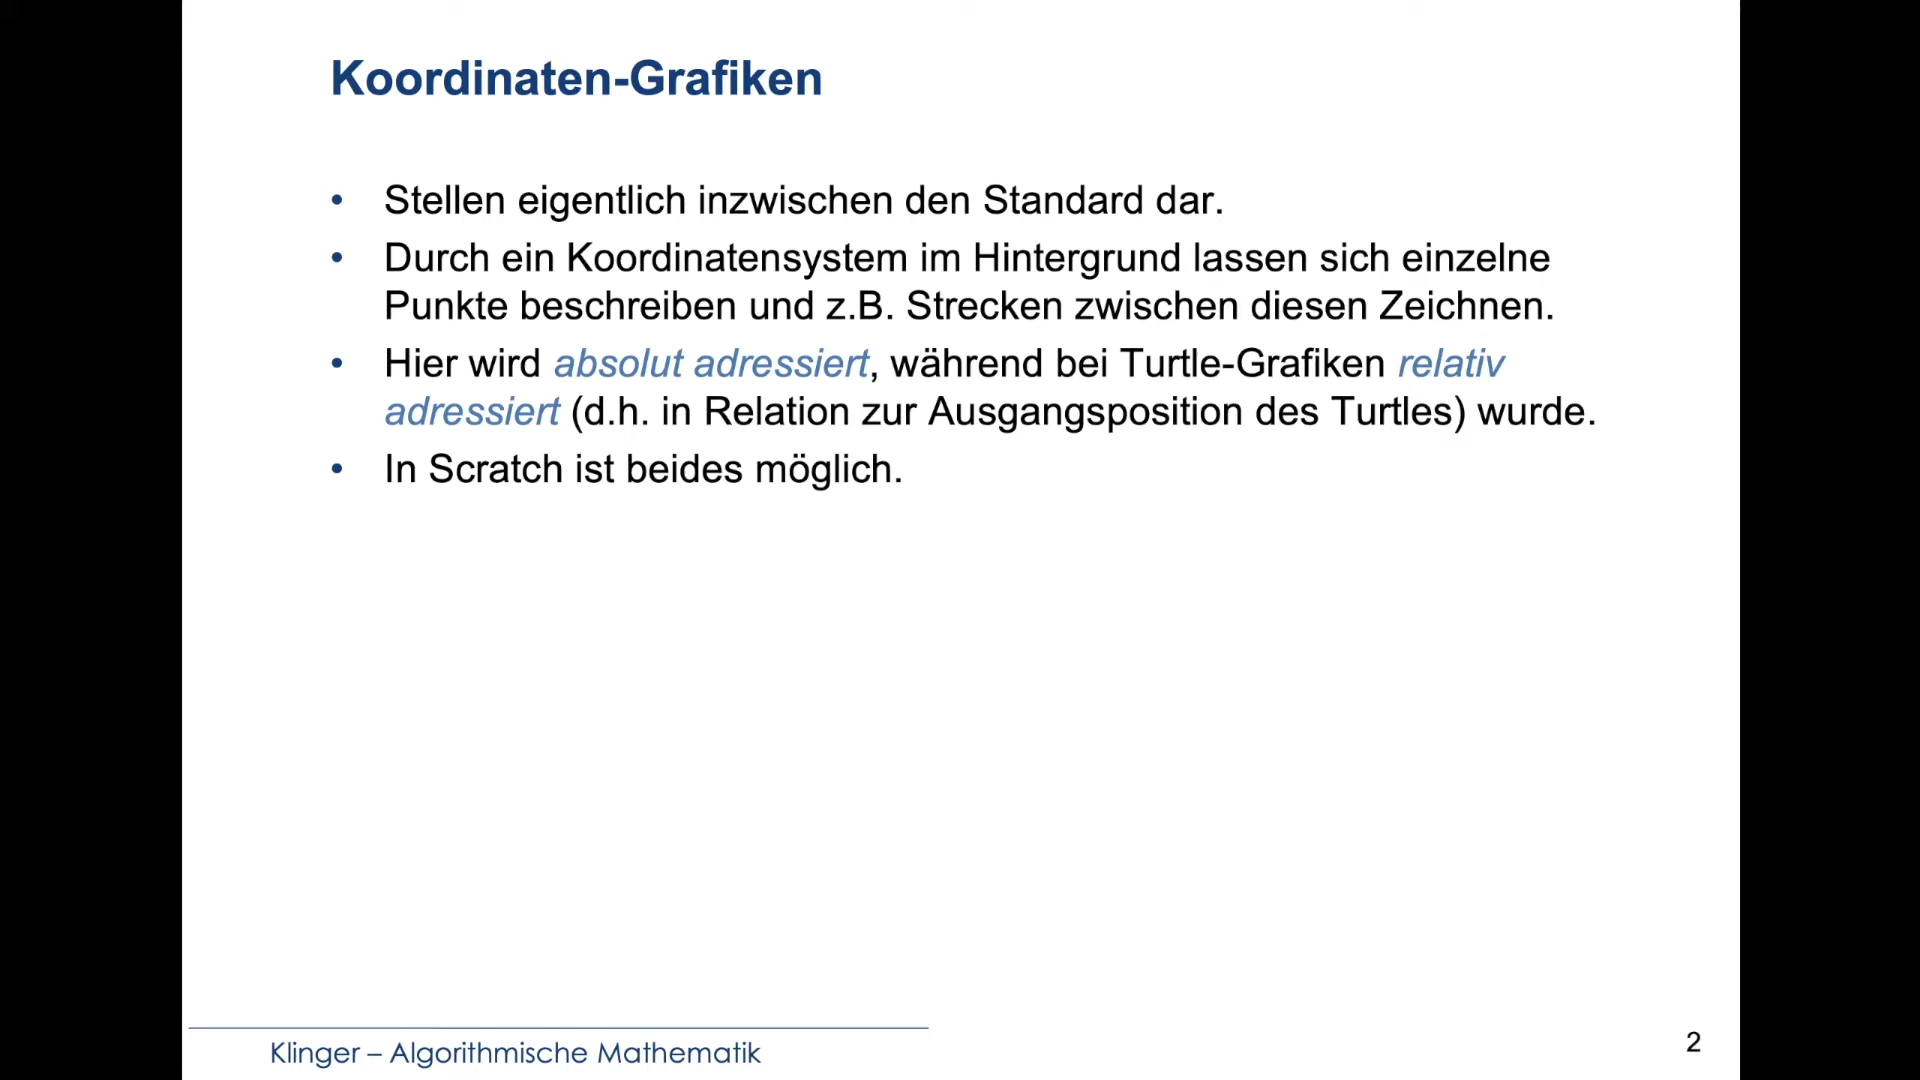 Koordinaten-Grafiken
• Stellen eigentlich inzwischen den Standard dar.
• Durch ein Koordinatensystem im Hintergrund lassen sich einzelne
Punkte beschreiben und z.B. Strecken zwischen diesen Zeichnen.
• Hier wird absolut adressiert, während bei Turtle-Grafiken relativ
adressiert (d.h. in Relation zur Ausgangsposition des Turtles) wurde.
• In Scratch ist beides möglich.
Klinger – Algorithmische Mathematik
2